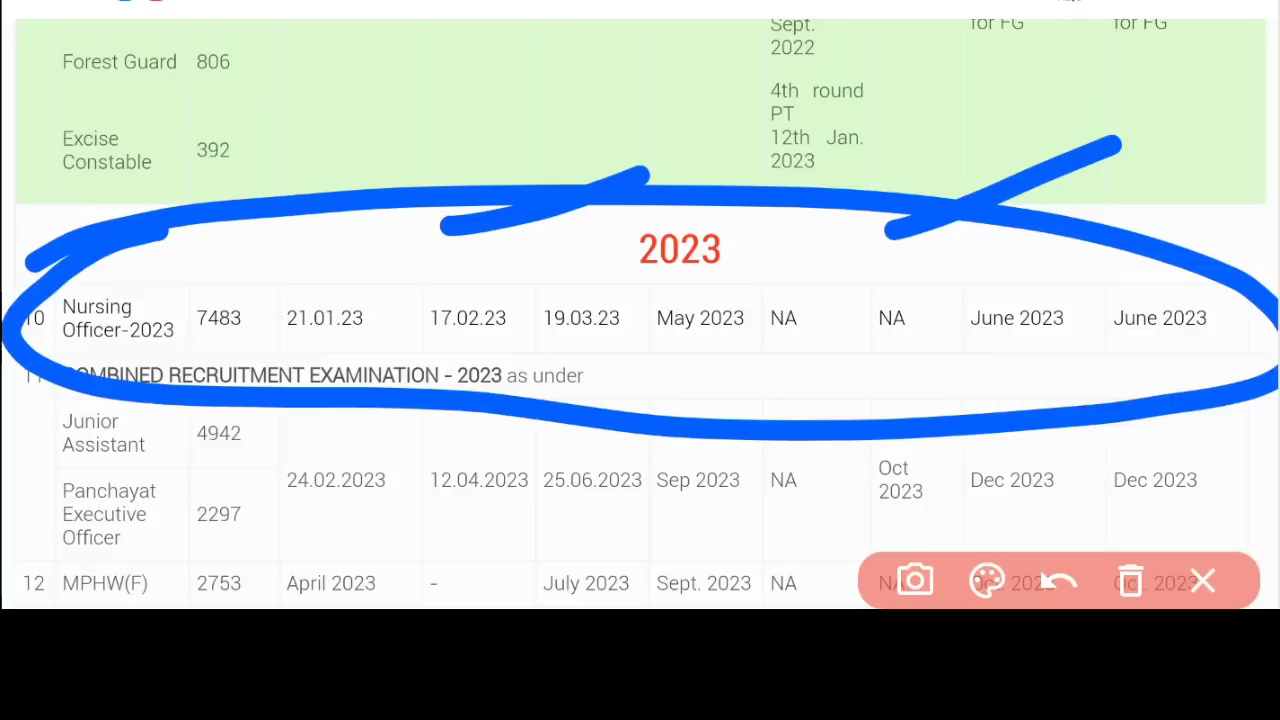 Sept.
2022
for FG
for FG
Forest Guard 806
4th round
PT
12th Jan.
2023
Excise
Constable
392
2023
10 Nursing
Officer-2023
7483 21.01.23 17.02.23 19.03.23 May 2023 NA NA June 2023 June 2023
COMBINED RECRUITMENT EXAMINATION - 2023 as under
Junior
Assistant
4942
24.02.2023 12.04.2023 25.06.2023 Sep 2023 NA Oct
2023
Dec 2023 Dec 2023
Panchayat
Executive
Officer
2297
12 MPHW(F) 2753 April 2023 - July 2023 Sept. 2023 NA